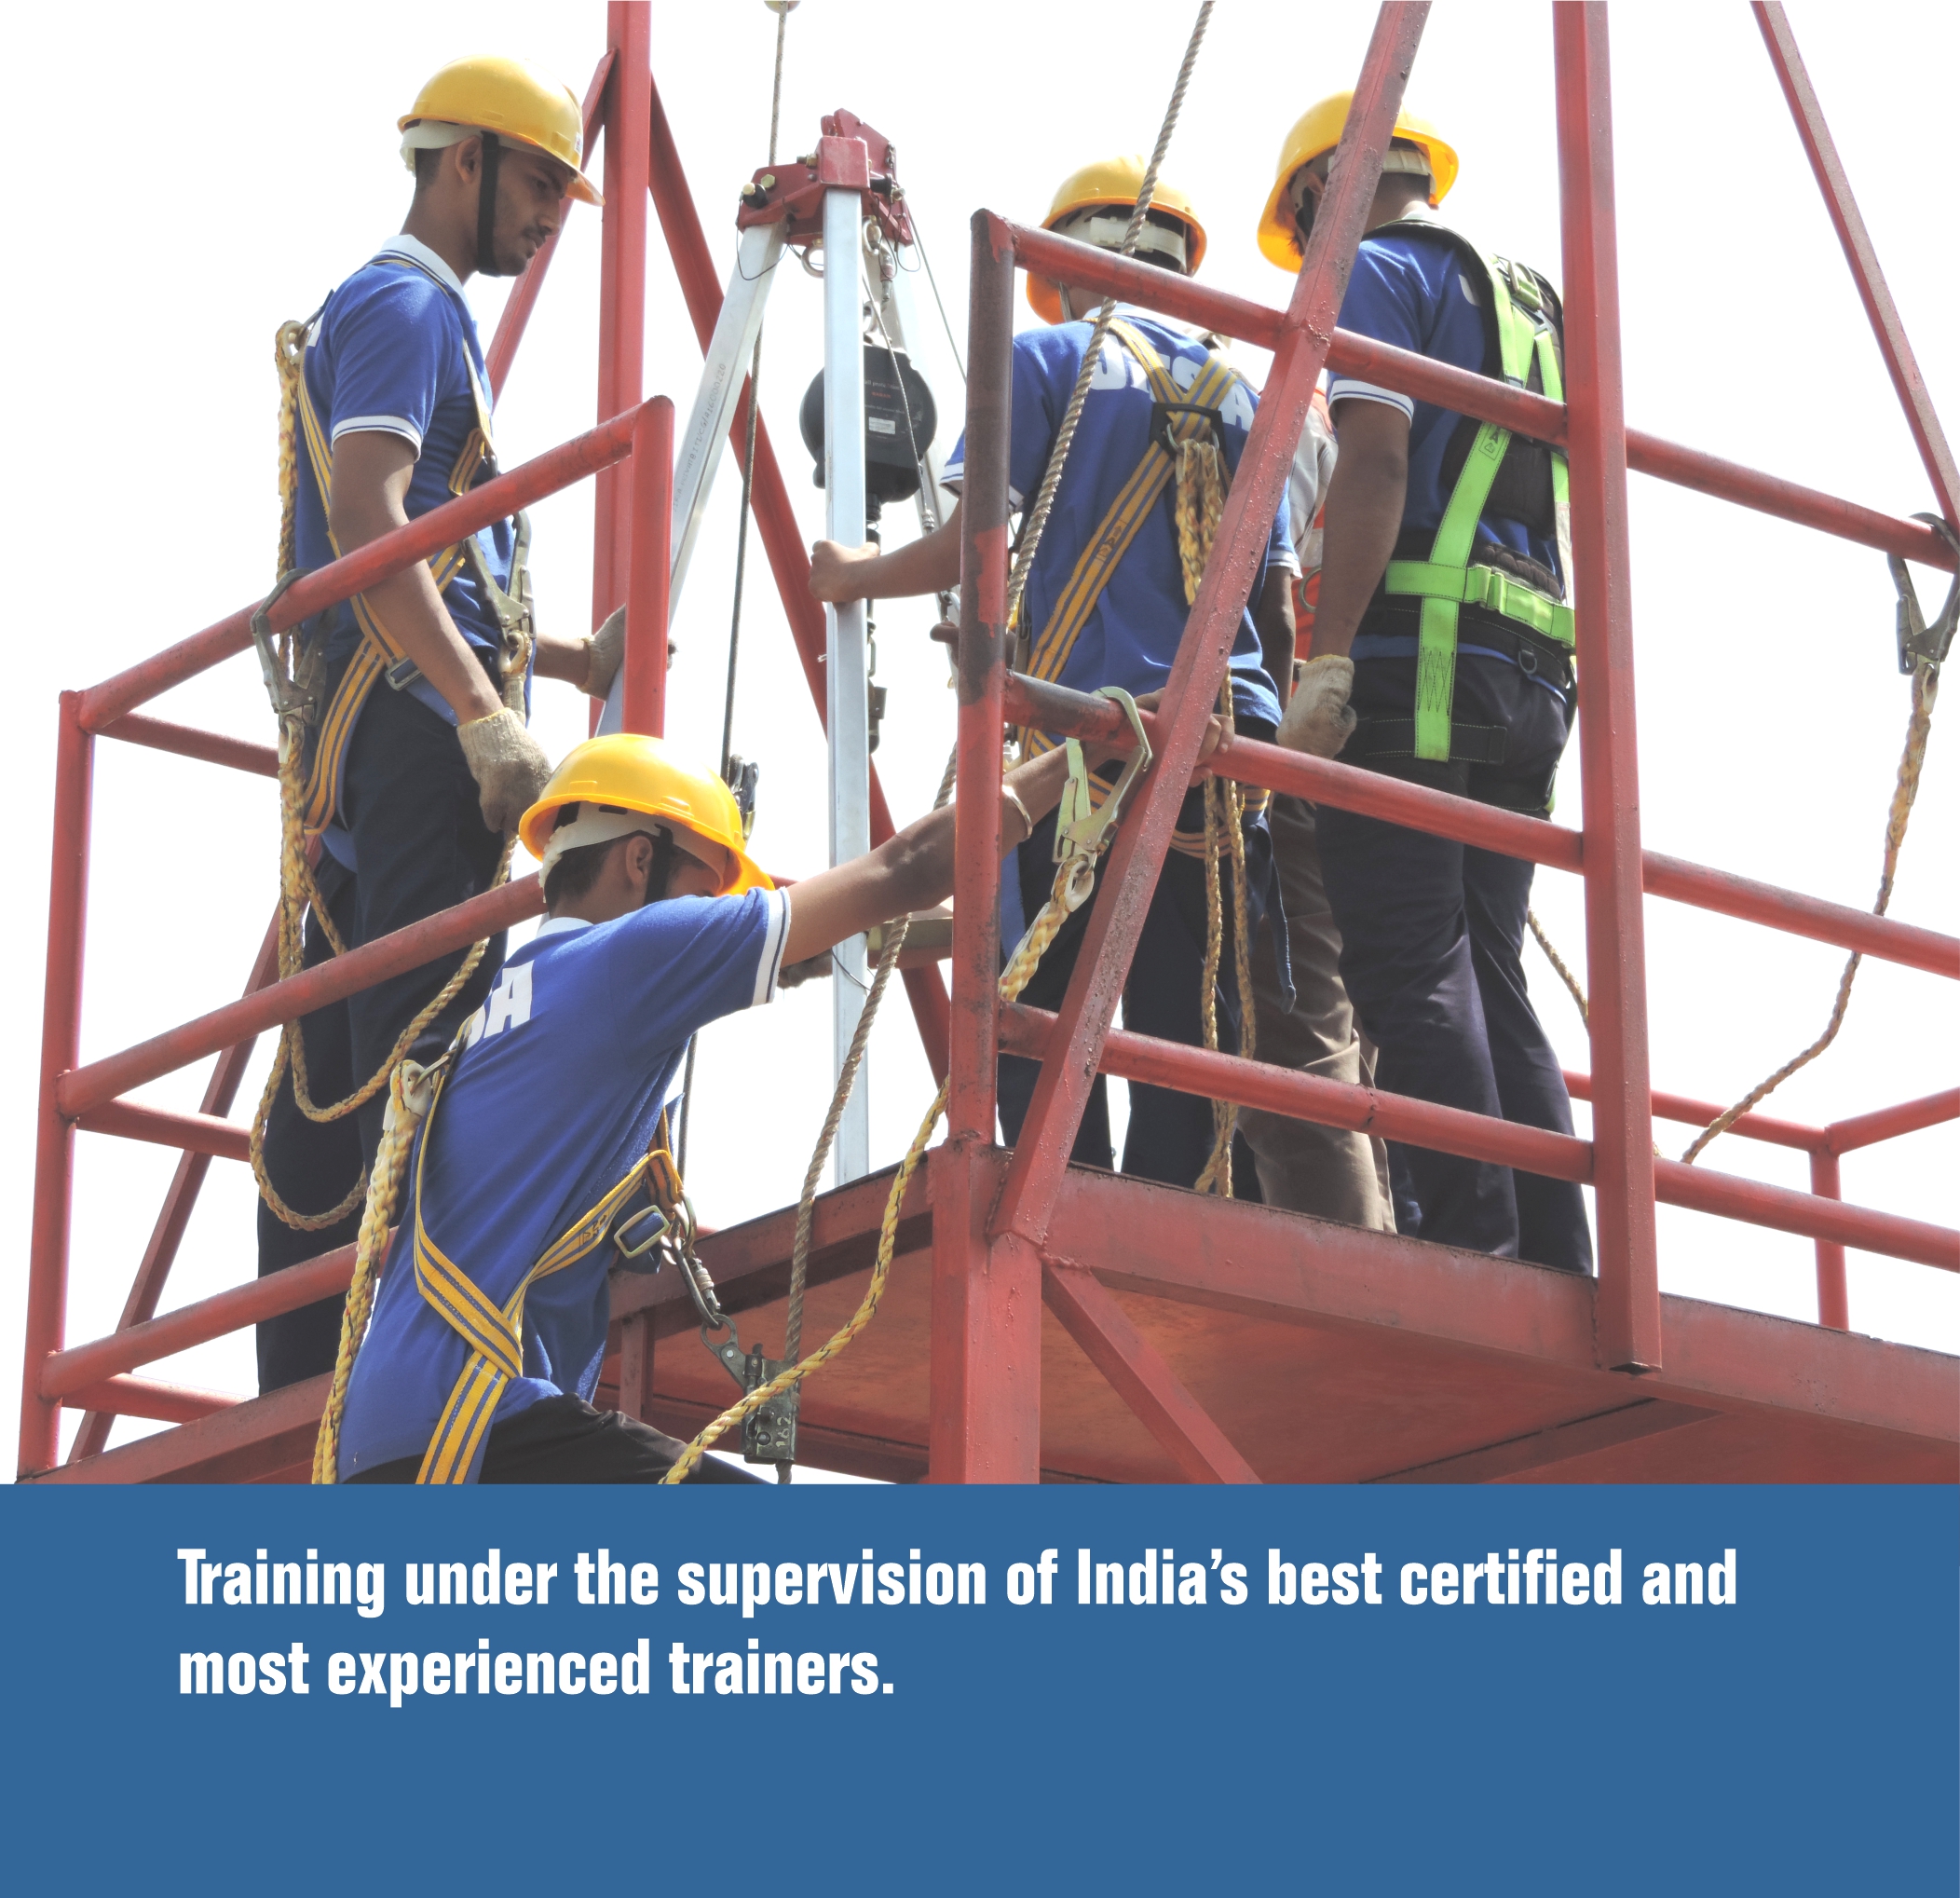 Training under the supervision of India's best certified and
most experienced trainers.